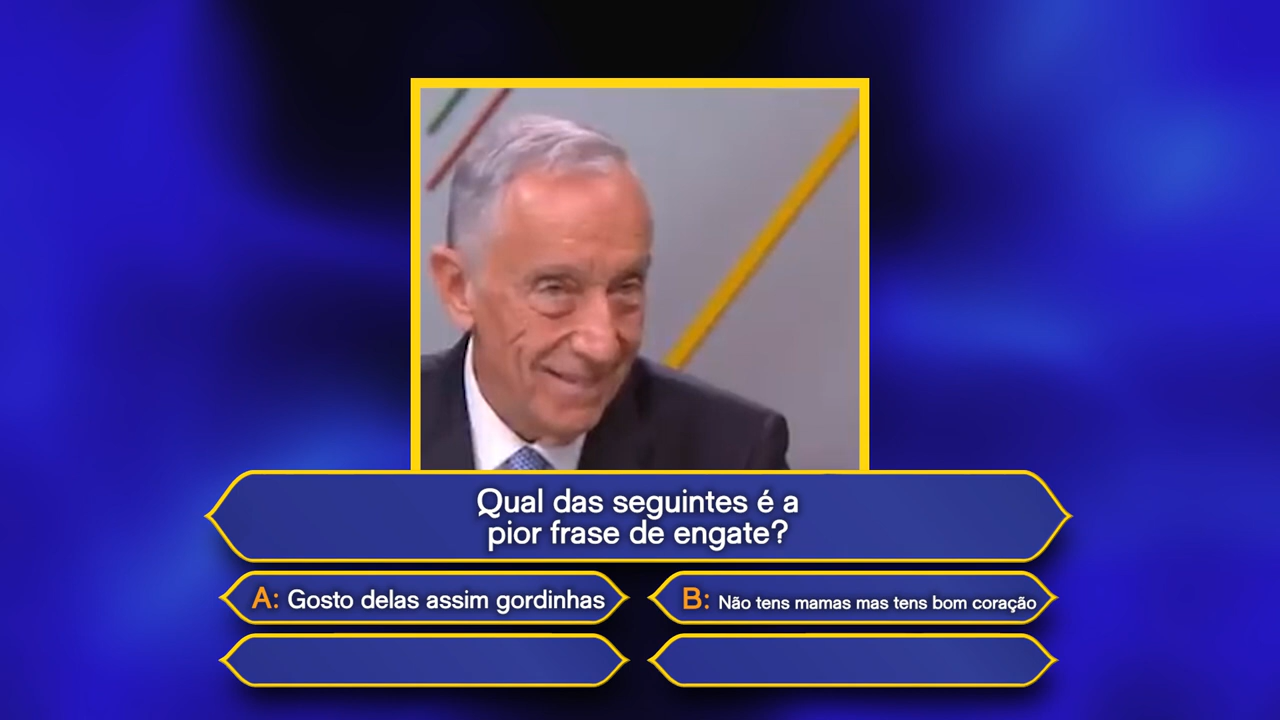 Qual das seguintes é a
pior frase de engate?
A: Gosto delas assim gordinhas
B: Não tens mamas mas tens bom coração